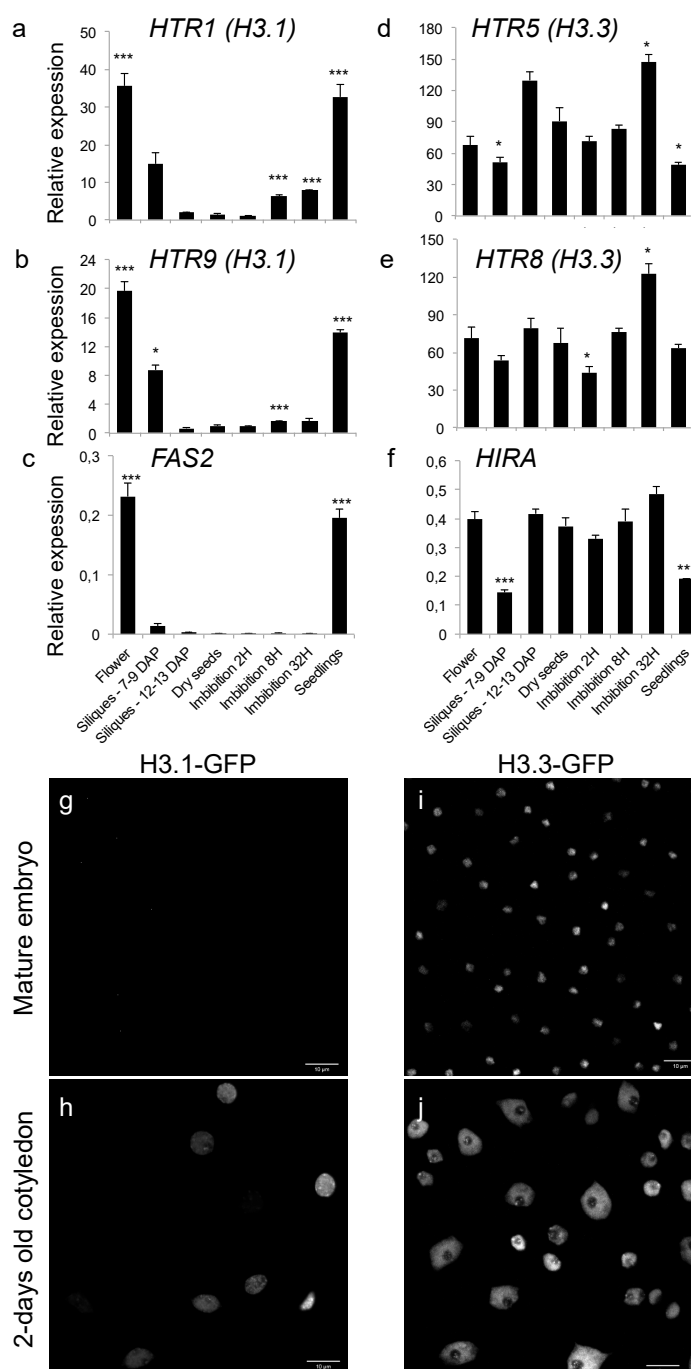 a
HTR1 (H3.1)
Relative expession
50
40
30
20
10
0
***
***
***
***
d
HTR5 (H3.3)
180
150
120
90
60
30
0
*
*
*
b
HTR9 (H3.1)
Relative expression
24
20
16
12
8
4
0
***
*
***
***
e
HTR8 (H3.3)
150
120
90
60
30
0
*
*
c
FAS2
Relative expression
0,3
0,2
0,1
0
***
***
f
HIRA
0,6
0,5
0,4
0,3
0,2
0,1
0
***
**
Flower
Siliques - 7-9 DAP
Siliques - 12-13 DAP
Dry seeds
Imbibition 2H
Imbibition 8H
Imbibition 32H
Seedlings
Flower
Siliques - 7-9 DAP
Siliques - 12-13 DAP
Dry seeds
Imbibition 2H
Imbibition 8H
Imbibition 32H
Seedlings
H3.1-GFP
H3.3-GFP
Mature embryo
g
10 µm
i
10 µm
2-days old cotyledon
h
10 µm
j